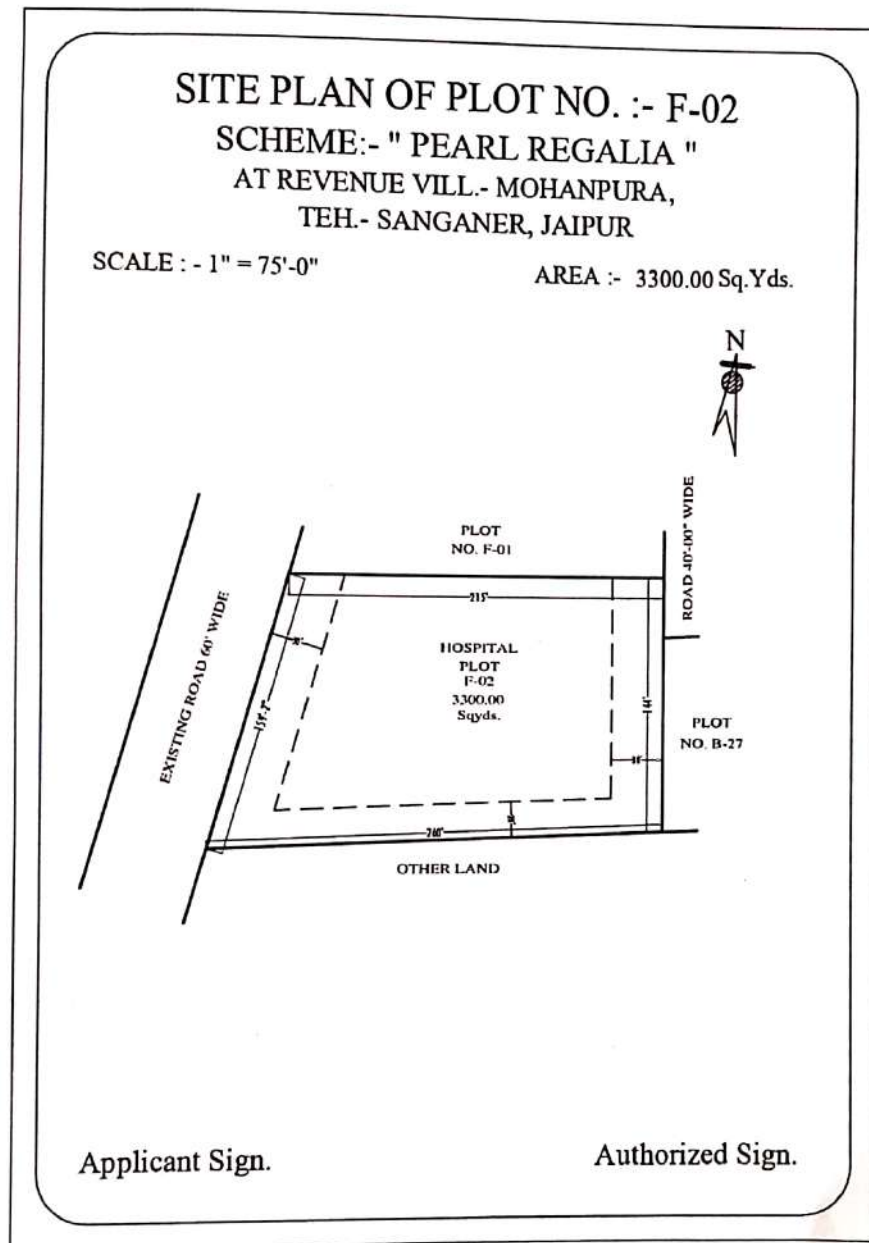 SITE PLAN OF PLOT NO. :- F-02
SCHEME:- " PEARL REGALIA "
AT REVENUE VILL.- MOHANPURA,
TEH.- SANGANER, JAIPUR
SCALE : - 1" = 75'-0"
AREA :- 3300.00 Sq.Yds.
N
ROAD 40'-00" WIDE
PLOT
NO. F-01
215'
EXISTING ROAD 60' WIDE
HOSPITAL
PLOT
F-02
3300.00
Sqyds.
PLOT
NO. B-27
260'
OTHER LAND
Applicant Sign.
Authorized Sign.